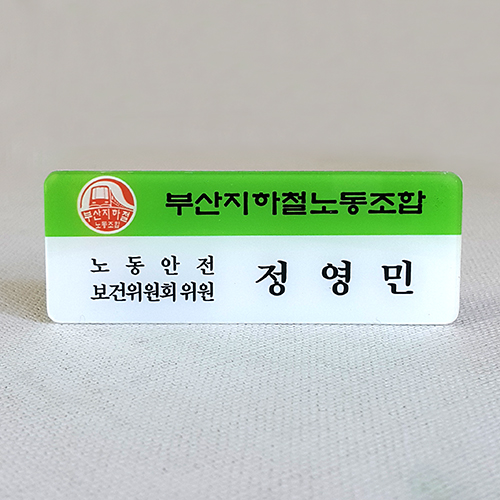 부산지하철노동조합
부산지하철
노동조합
노동안전
보건위원회위원
정영민